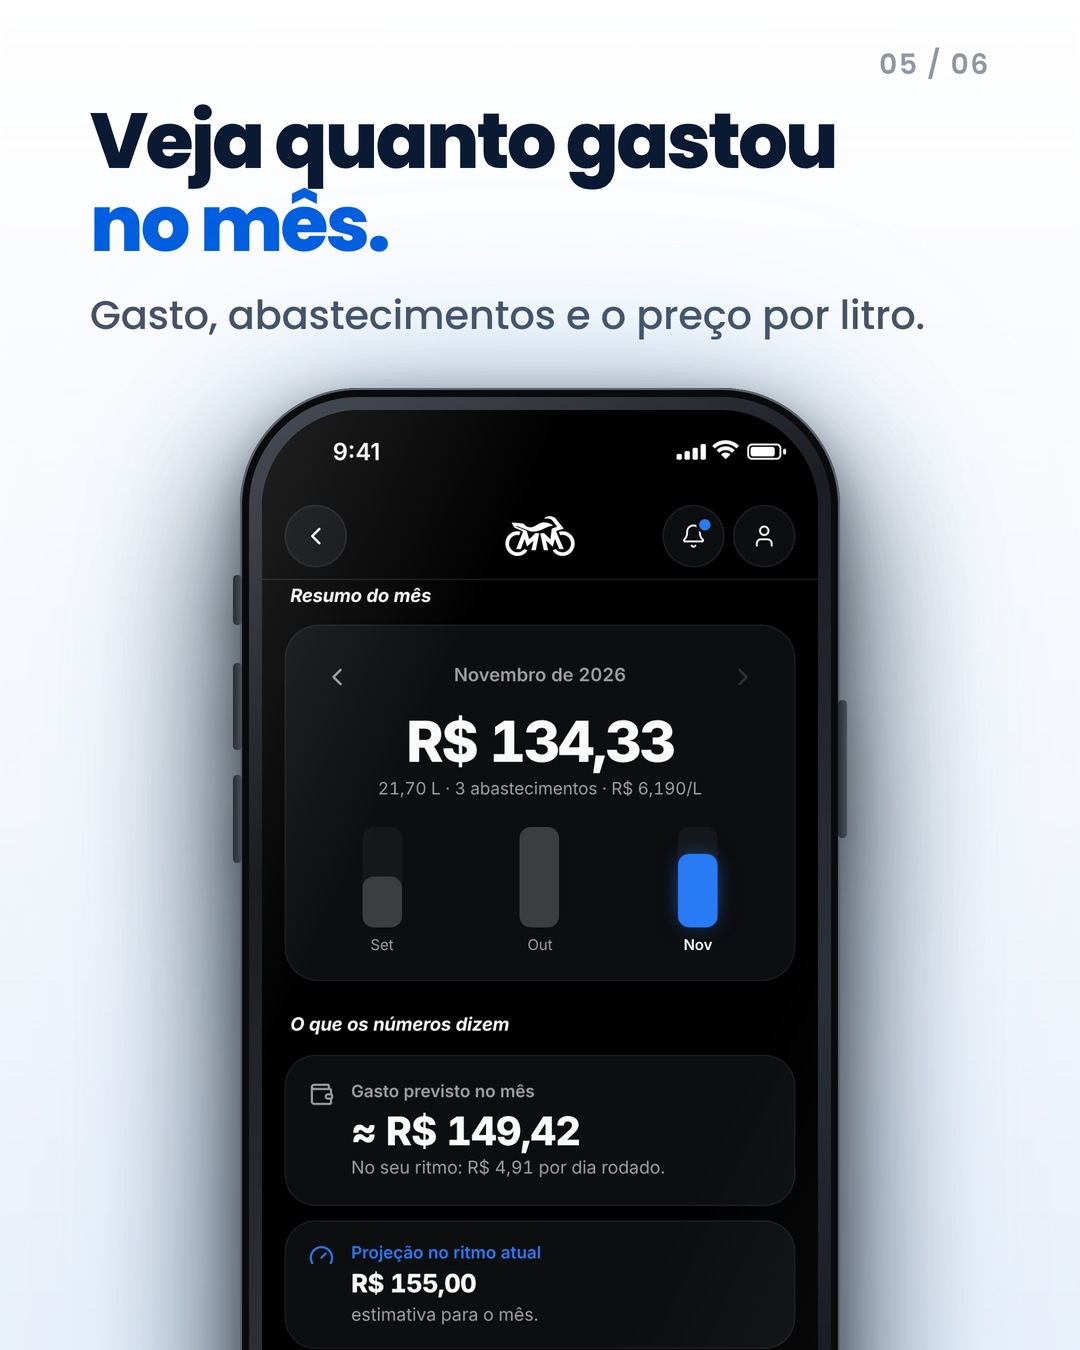 05 / 06
Veja quanto gastou
no mês.
Gasto, abastecimentos e o preço por litro.
9:41
MM
Resumo do mês
Novembro de 2026
R$ 134,33
21,70 L · 3 abastecimentos · R$ 6,190/L
Set
Out
Nov
O que os números dizem
Gasto previsto no mês
≈ R$ 149,42
No seu ritmo: R$ 4,91 por dia rodado.
Projeção no ritmo atual
R$ 155,00
estimativa para o mês.